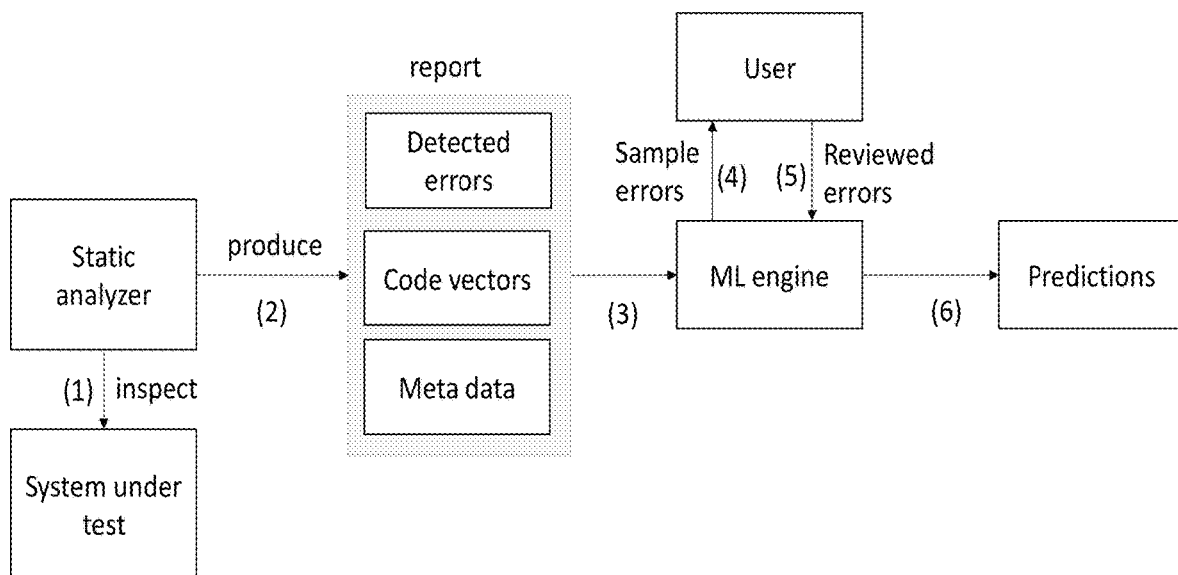 report
User
Detected
errors
Sample
errors
(4)
(5)
Reviewed
errors
Static
analyzer
produce
(2)
Code vectors
(3)
ML engine
(6)
Predictions
(1)
inspect
Meta data
System under
test